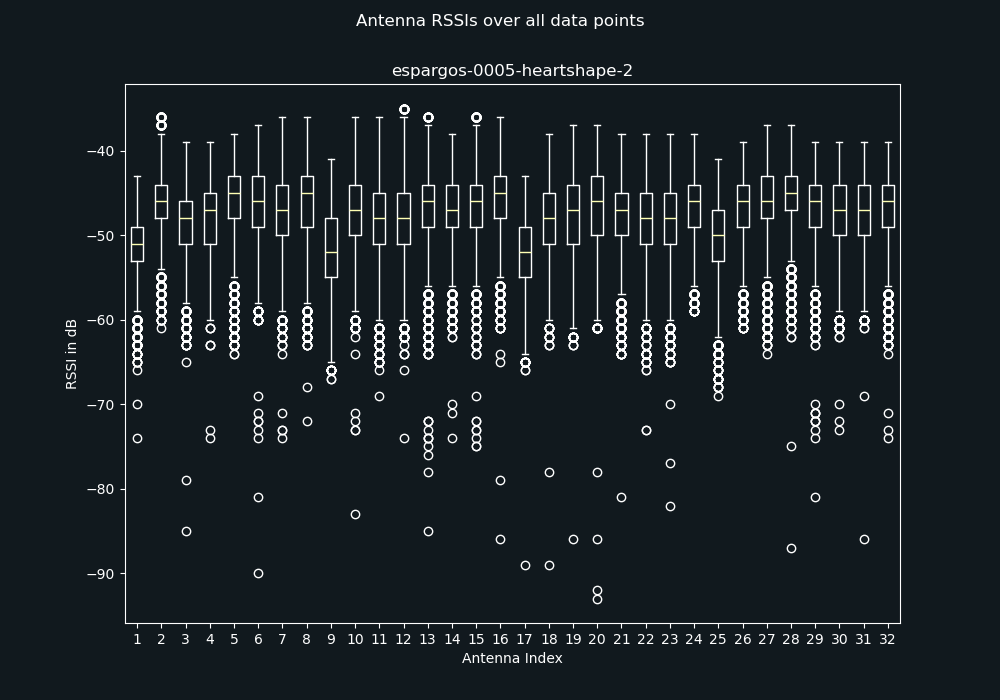 Antenna RSSIs over all data points
espargos-0005-heartshape-2
RSSI in dB
−40
−50
−60
−70
−80
−90
1 2 3 4 5 6 7 8 9 10 11 12 13 14 15 16 17 18 19 20 21 22 23 24 25 26 27 28 29 30 31 32
Antenna Index